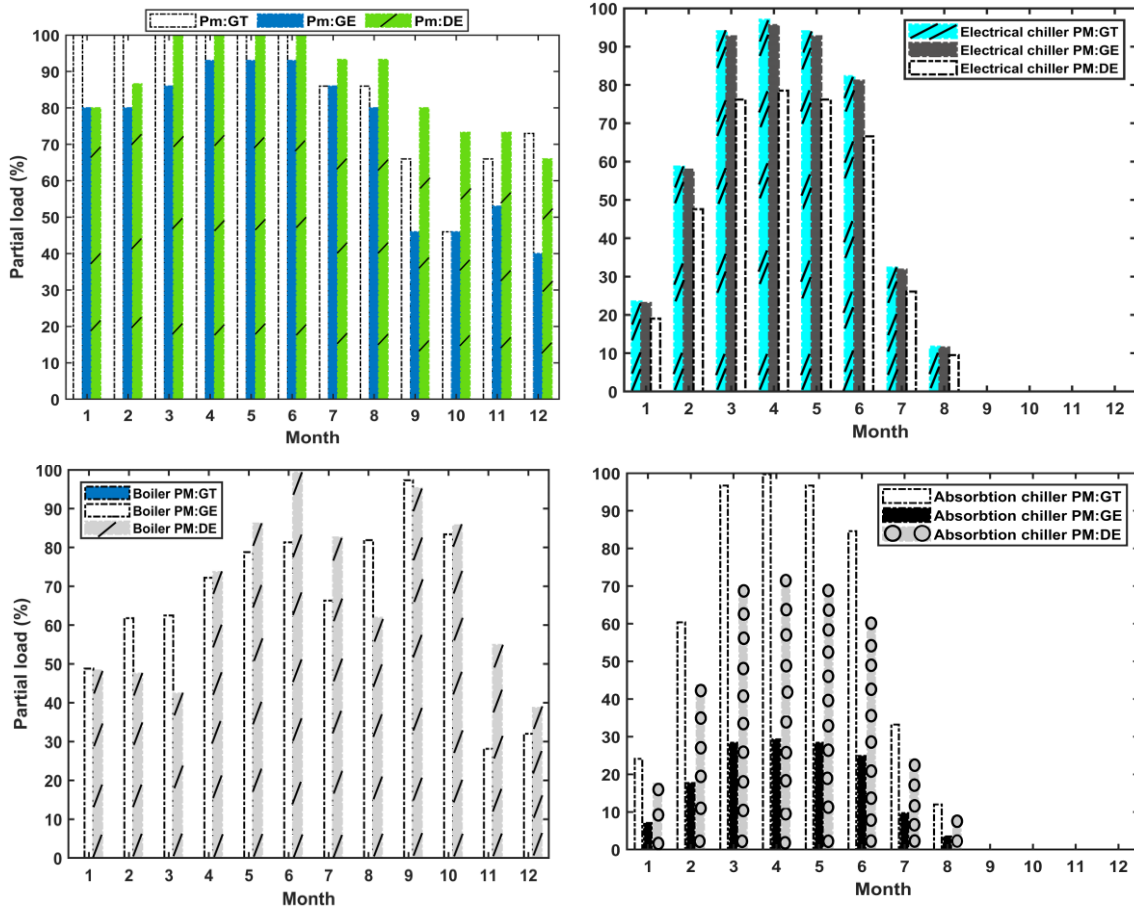 Pm:GT Pm:GE Pm:DE
Partial load (%)
100
90
80
70
60
50
40
30
20
10
0
1 2 3 4 5 6 7 8 9 10 11 12
Month
Electrical chiller PM:GT
Electrical chiller PM:GE
Electrical chiller PM:DE
100
90
80
70
60
50
40
30
20
10
0
1 2 3 4 5 6 7 8 9 10 11 12
Month
Boiler PM:GT
Boiler PM:GE
Boiler PM:DE
Partial load (%)
100
90
80
70
60
50
40
30
20
10
0
1 2 3 4 5 6 7 8 9 10 11 12
Month
Absorbtion chiller PM:GT
Absorbtion chiller PM:GE
Absorbtion chiller PM:DE
100
90
80
70
60
50
40
30
20
10
0
1 2 3 4 5 6 7 8 9 10 11 12
Month